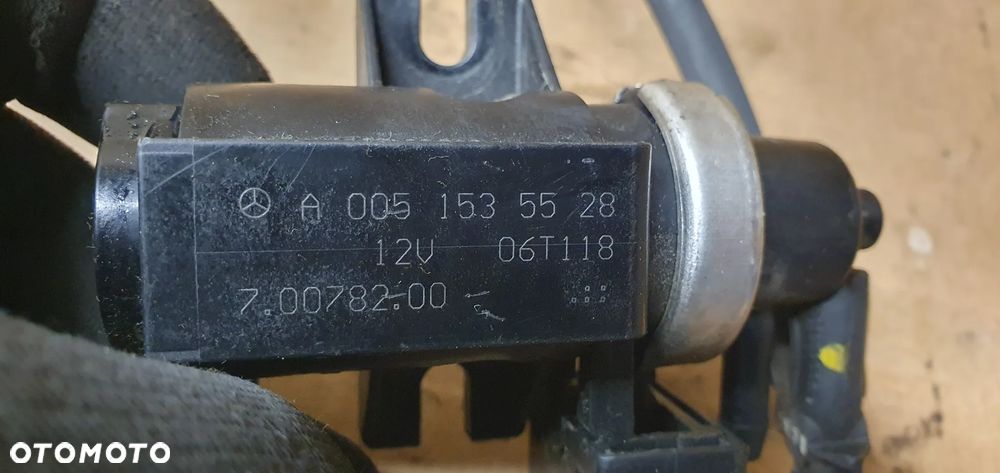 A 005 153 55 28
12V 06T118
7.00782.00
OTOMOTO